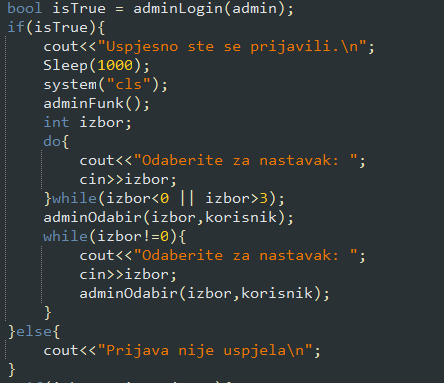 bool isTrue = adminLogin(admin);
if(isTrue){
cout<<"Uspjesno ste se prijavili.\n";
Sleep(1000);
system("cls");
adminFunk();
int izbor;
do{
cout<<"Odaberite za nastavak: ";
cin>>izbor;
}while(izbor<0 || izbor>3);
adminOdabir(izbor,korisnik);
while(izbor!=0){
cout<<"Odaberite za nastavak: ";
cin>>izbor;
adminOdabir(izbor,korisnik);
}
}else{
cout<<"Prijava nije uspjela\n";
}